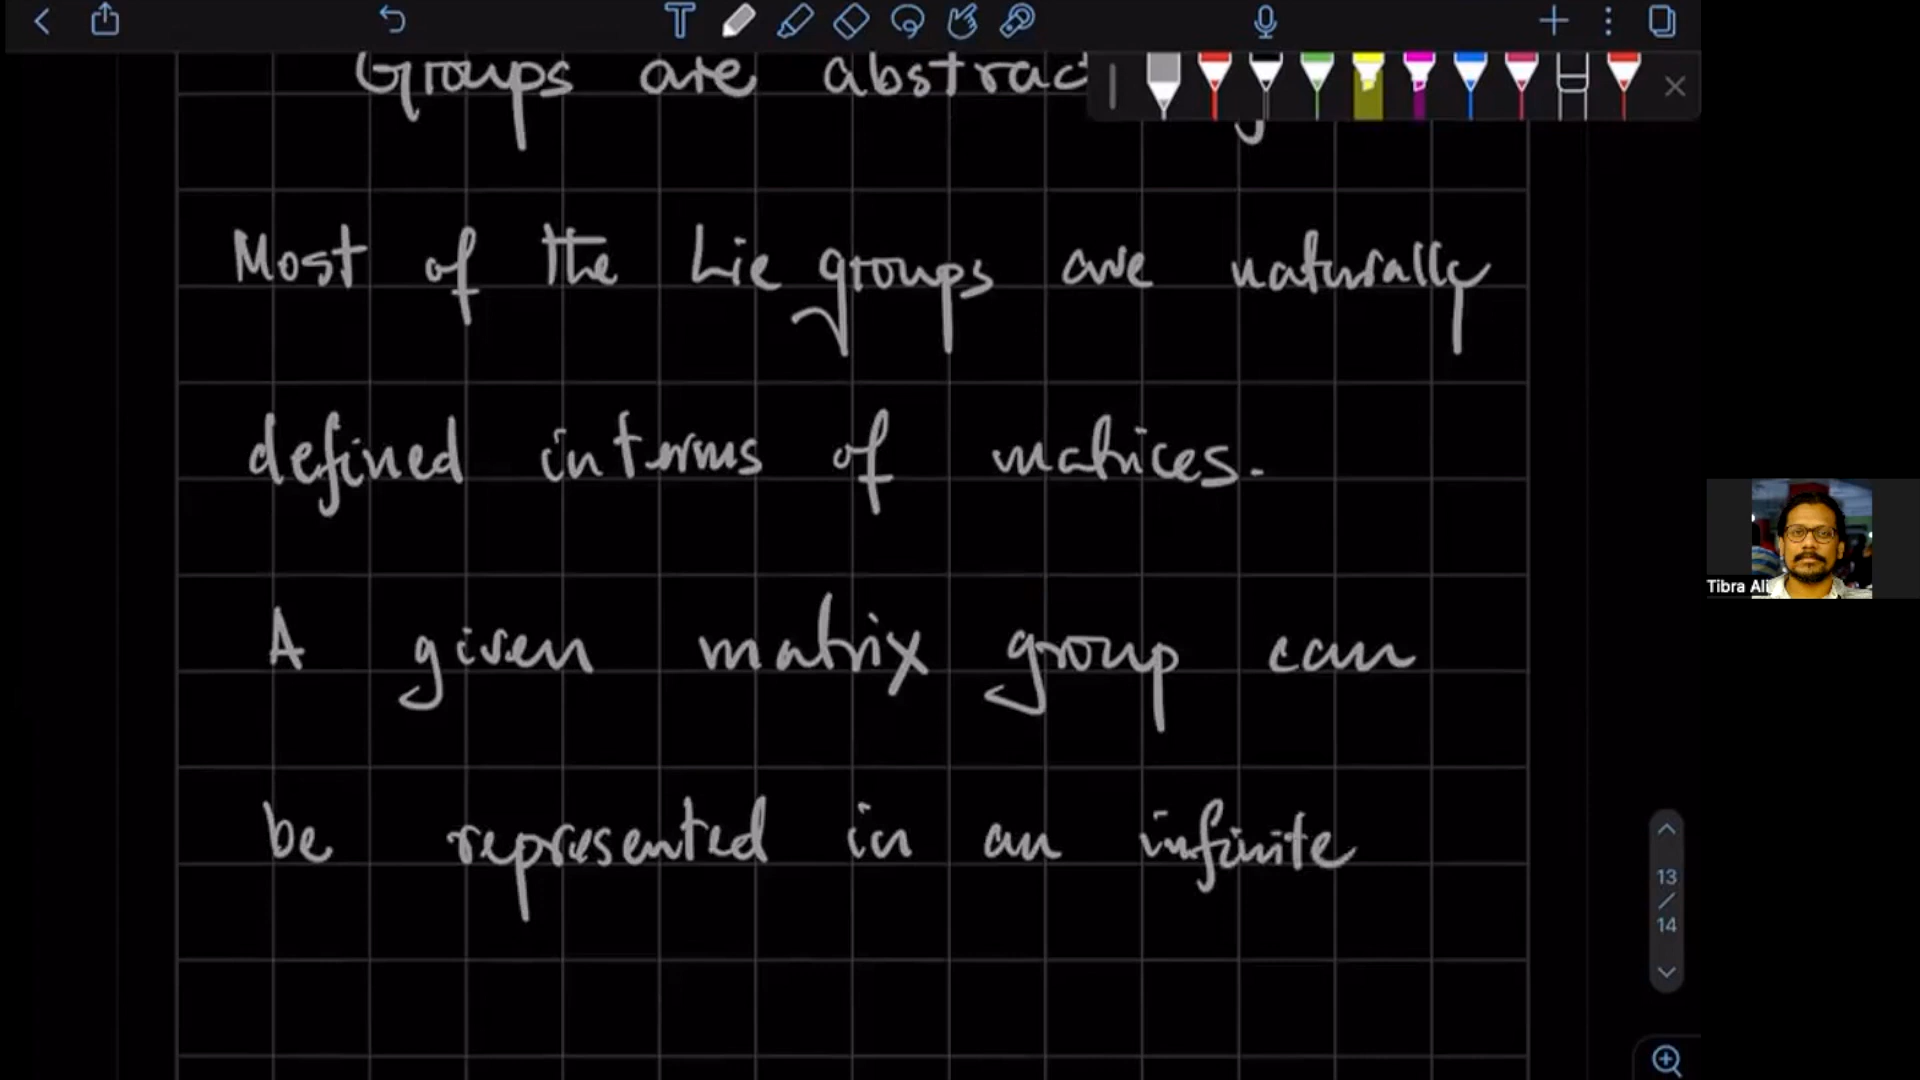 Groups are abstrac
Most of the Lie groups are naturally
defined in terms of matrices.
A given matrix group can
be represented in an infinite
13
/
14
Tibra Ali